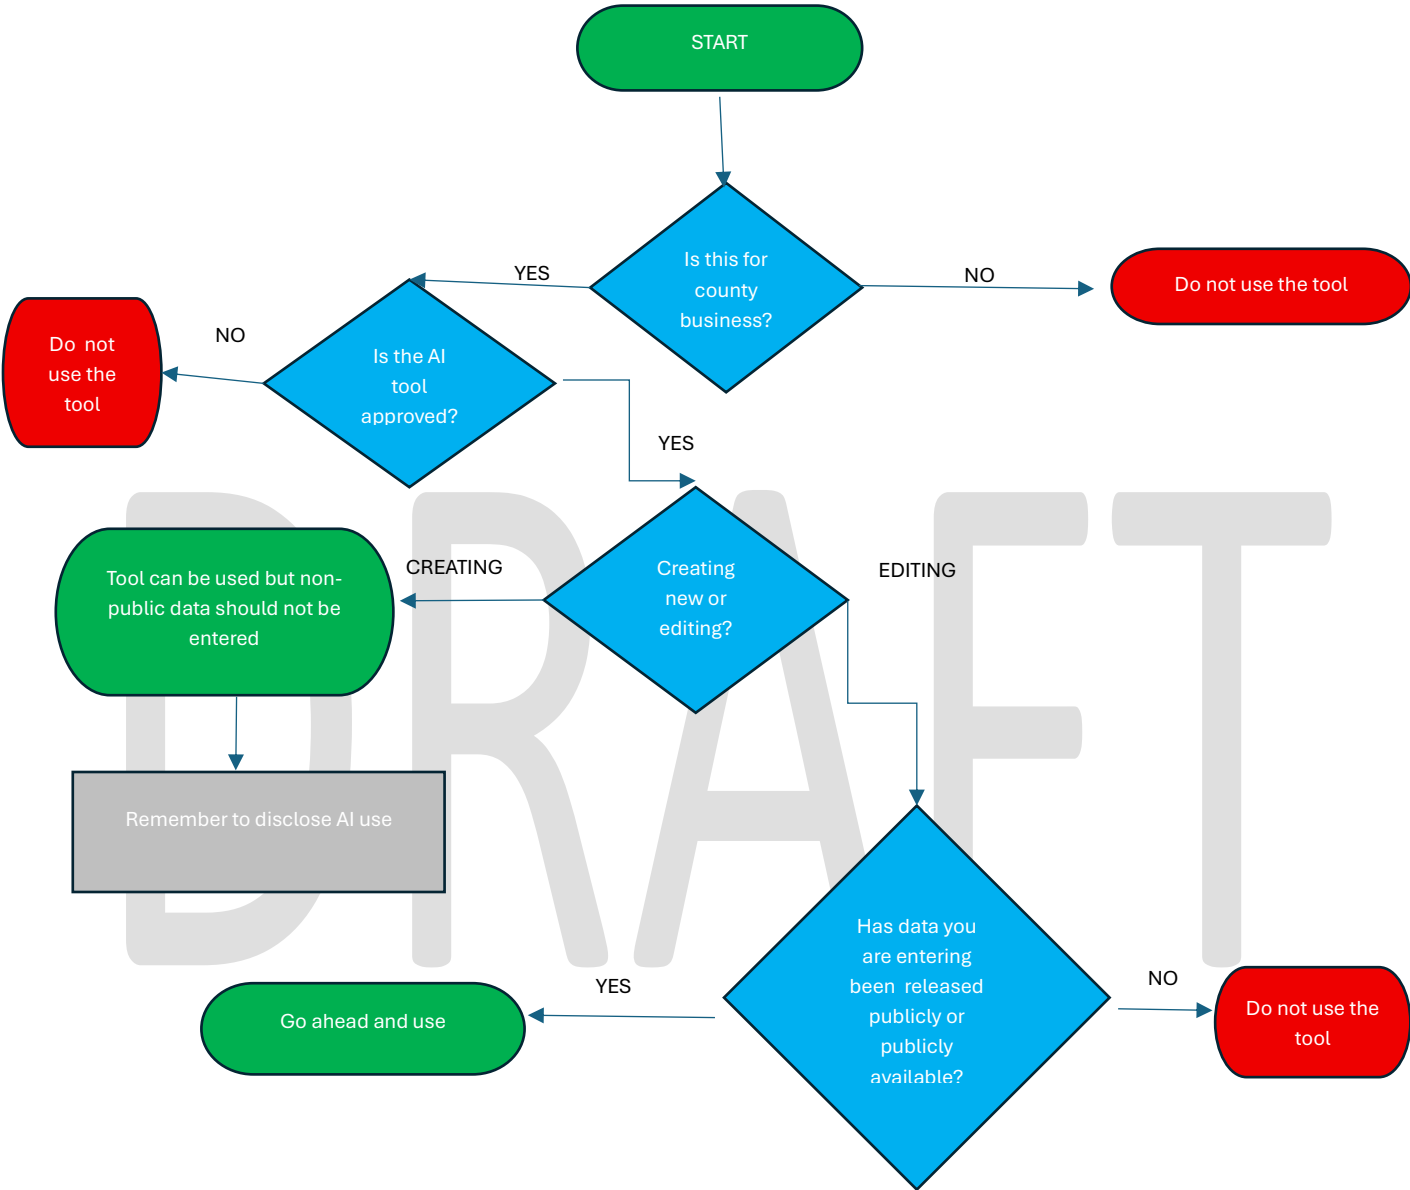 START
Is this for
county
business?
YES
NO
Do not use the tool
Do  not
use the
tool
NO
Is the AI
tool
approved?
YES
Creating
new or
editing?
CREATING
EDITING
Tool can be used but non-
public data should not be
entered
Remember to disclose AI use
DRAFT
Has data you
are entering
been  released
publicly or
publicly
available?
YES
NO
Go ahead and use
Do not use the
tool